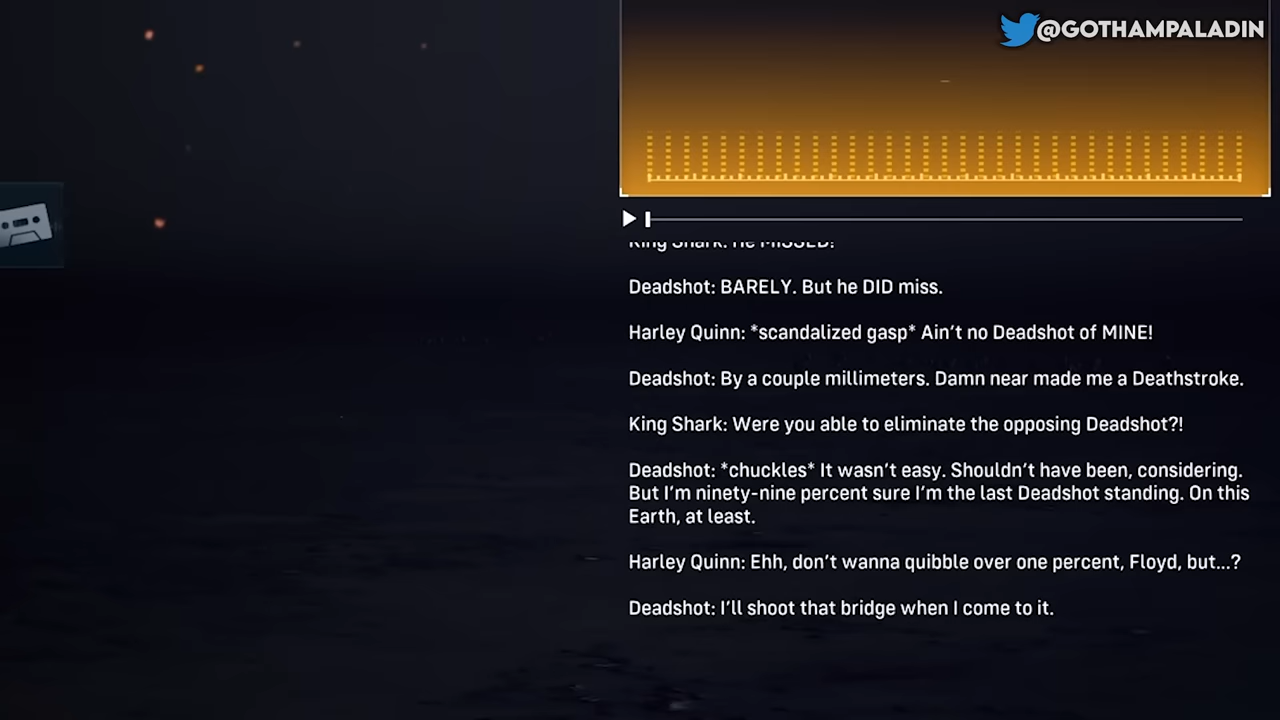 @GOTHAMPALADIN
King Shark: He MISSED!
Deadshot: BARELY. But he DID miss.
Harley Quinn: *scandalized gasp* Ain't no Deadshot of MINE!
Deadshot: By a couple millimeters. Damn near made me a Deathstroke.
King Shark: Were you able to eliminate the opposing Deadshot?!
Deadshot: *chuckles* It wasn't easy. Shouldn't have been, considering.
But I'm ninety-nine percent sure I'm the last Deadshot standing. On this
Earth, at least.
Harley Quinn: Ehh, don't wanna quibble over one percent, Floyd, but...?
Deadshot: I'll shoot that bridge when I come to it.